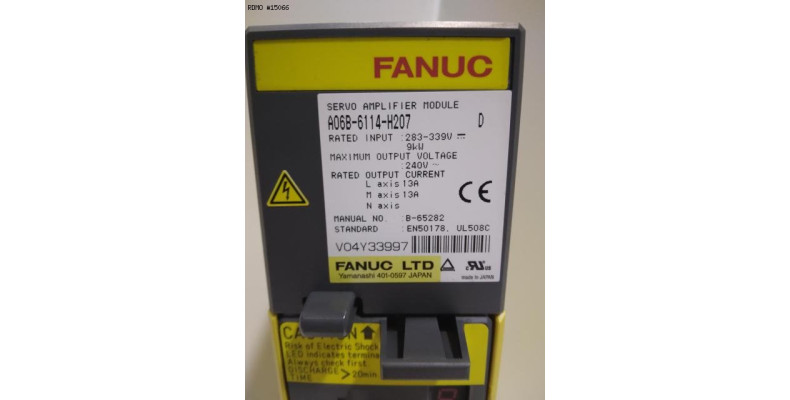 RDMO #15066
FANUC
SERVO AMPLIFIER MODULE
A06B-6114-H207 D
RATED INPUT :283-339V
9kW
MAXIMUM OUTPUT VOLTAGE
:240V~
RATED OUTPUT CURRENT
L axis 13A
M axis 13A
N axis
CE
MANUAL NO. :B-65282
STANDARD :EN50178, UL508C
V04Y33997
FANUC LTD
Yamanashi 401-0597 JAPAN
Made in JAPAN
CAUTION
Risk of Electric Shock
LED indicates
Always check first.
DISCHARGE >20min
TIME